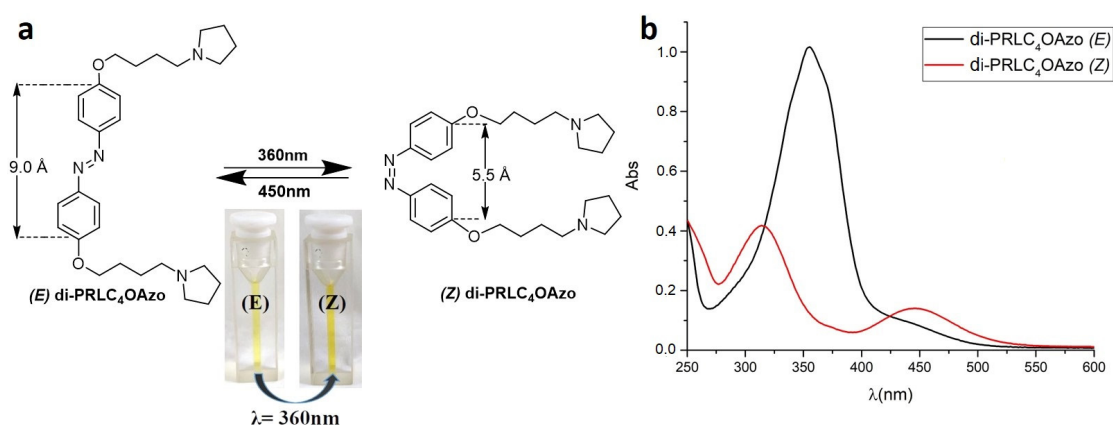 a
N
O
9.0 Å
N
N
O
N
(E) di-PRLC₄OAzo
360nm
450nm
(E)
(Z)
λ= 360nm
O
N
N
N
5.5 Å
O
N
(Z) di-PRLC₄OAzo
b
di-PRLC₄OAzo (E)
di-PRLC₄OAzo (Z)
Abs
1.0
0.8
0.6
0.4
0.2
0.0
250 300 350 400 450 500 550 600
λ(nm)